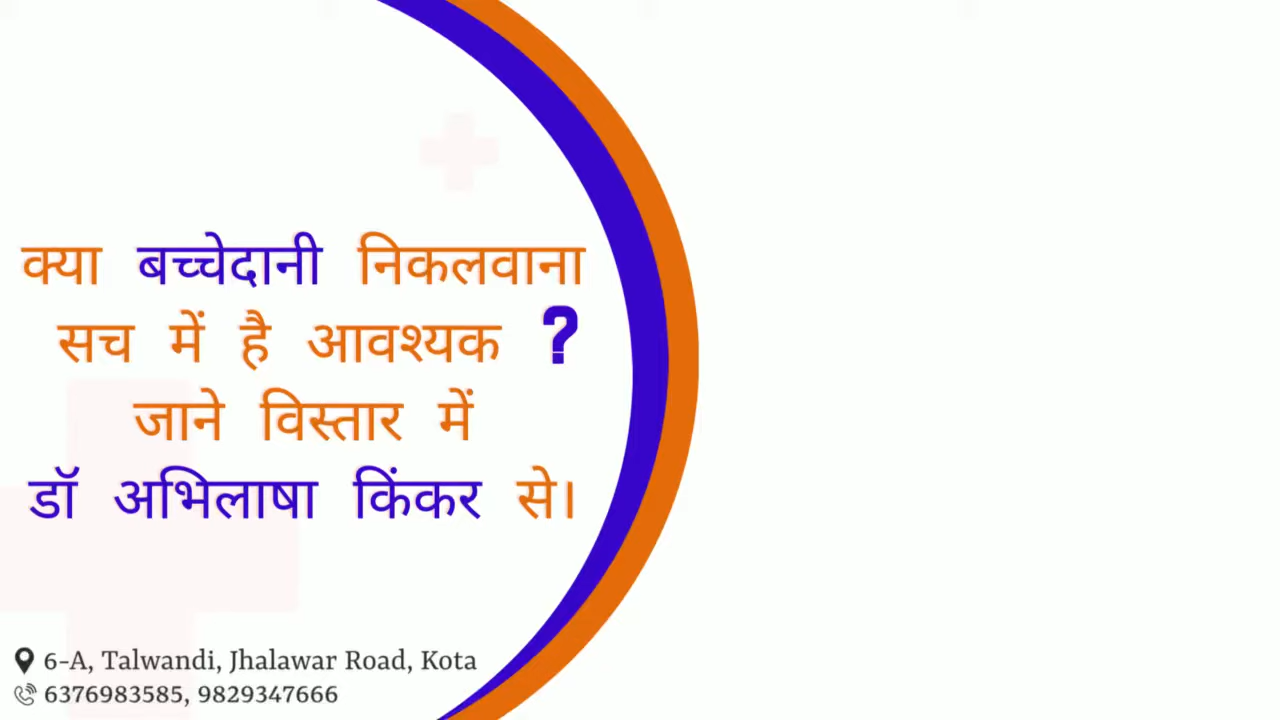 क्या बच्चेदानी निकलवाना
सच में है आवश्यक ?
जाने विस्तार में
डॉ अभिलाषा किंकर से।
6-A, Talwandi, Jhalawar Road, Kota
6376983585, 9829347666